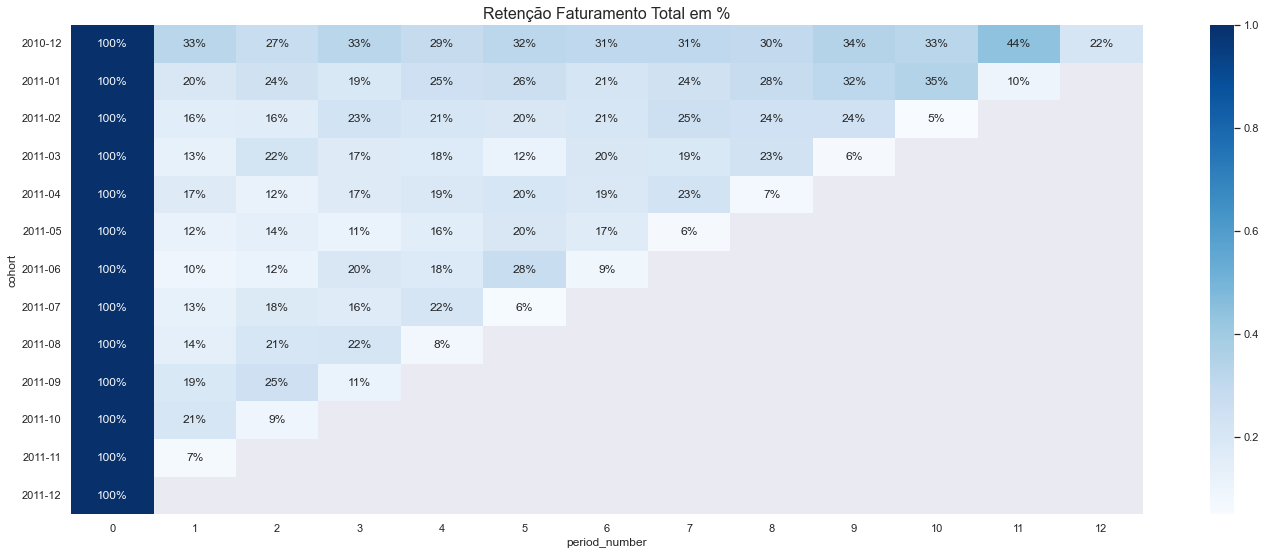 Retenção Faturamento Total em %
2010-12 100% 33% 27% 33% 29% 32% 31% 31% 30% 34% 33% 44% 22%
2011-01 100% 20% 24% 19% 25% 26% 21% 24% 28% 32% 35% 10%
2011-02 100% 16% 16% 23% 21% 20% 21% 25% 24% 24% 5%
2011-03 100% 13% 22% 17% 18% 12% 20% 19% 23% 6%
2011-04 100% 17% 12% 17% 19% 20% 19% 23% 7%
2011-05 100% 12% 14% 11% 16% 20% 17% 6%
2011-06 100% 10% 12% 20% 18% 28% 9%
2011-07 100% 13% 18% 16% 22% 6%
2011-08 100% 14% 21% 22% 8%
2011-09 100% 19% 25% 11%
2011-10 100% 21% 9%
2011-11 100% 7%
2011-12 100%
0 1 2 3 4 5 6 7 8 9 10 11 12
period_number
cohort
1.0
0.8
0.6
0.4
0.2